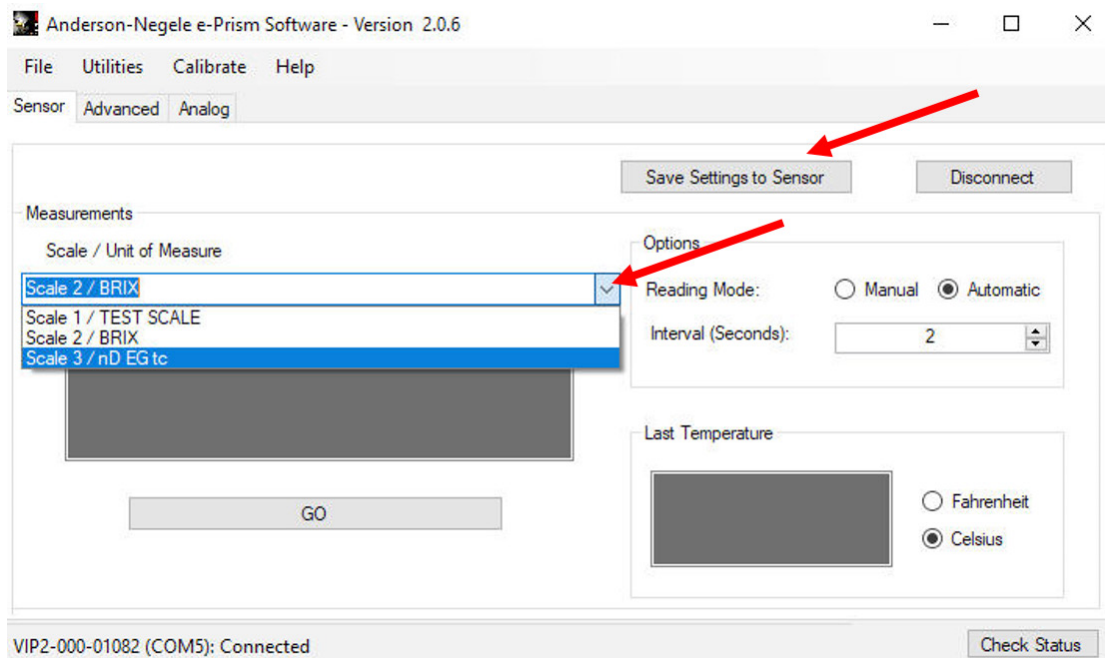 Anderson-Negele e-Prism Software - Version 2.0.6
File Utilities Calibrate Help
Sensor Advanced Analog
Save Settings to Sensor Disconnect
Measurements
Scale / Unit of Measure
Scale 2 / BRIX
Scale 1 / TEST SCALE
Scale 2 / BRIX
Scale 3 / nD EG tc
GO
Options
Reading Mode: Manual Automatic
Interval (Seconds): 2
Last Temperature
Fahrenheit
Celsius
VIP2-000-01082 (COM5): Connected Check Status